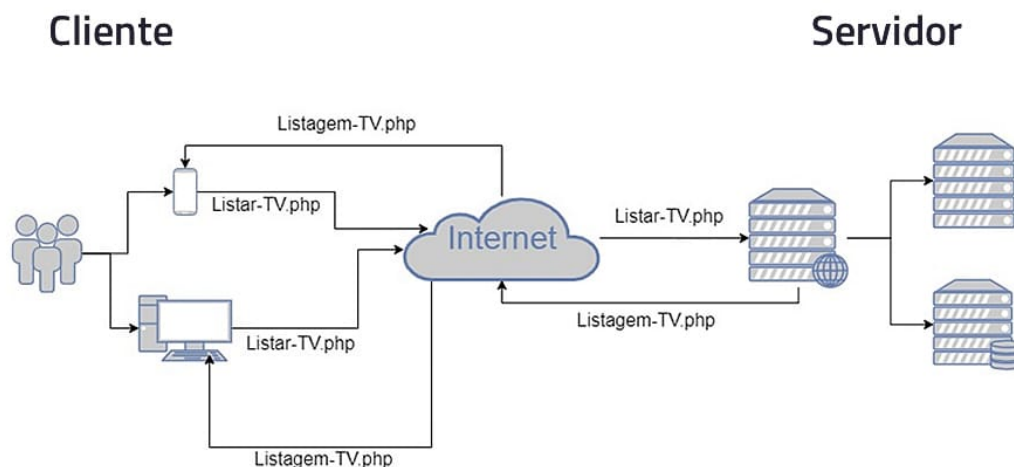 Cliente
Servidor
Listagem-TV.php
Listar-TV.php
Internet
Listar-TV.php
Listagem-TV.php
Listar-TV.php
Listagem-TV.php